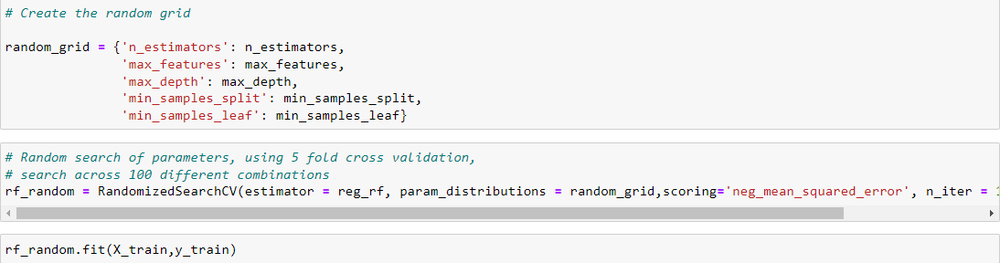 # Create the random grid
random_grid = {'n_estimators': n_estimators,
'max_features': max_features,
'max_depth': max_depth,
'min_samples_split': min_samples_split,
'min_samples_leaf': min_samples_leaf}
# Random search of parameters, using 5 fold cross validation,
# search across 100 different combinations
rf_random = RandomizedSearchCV(estimator = reg_rf, param_distributions = random_grid,scoring='neg_mean_squared_error', n_iter =
rf_random.fit(X_train,y_train)